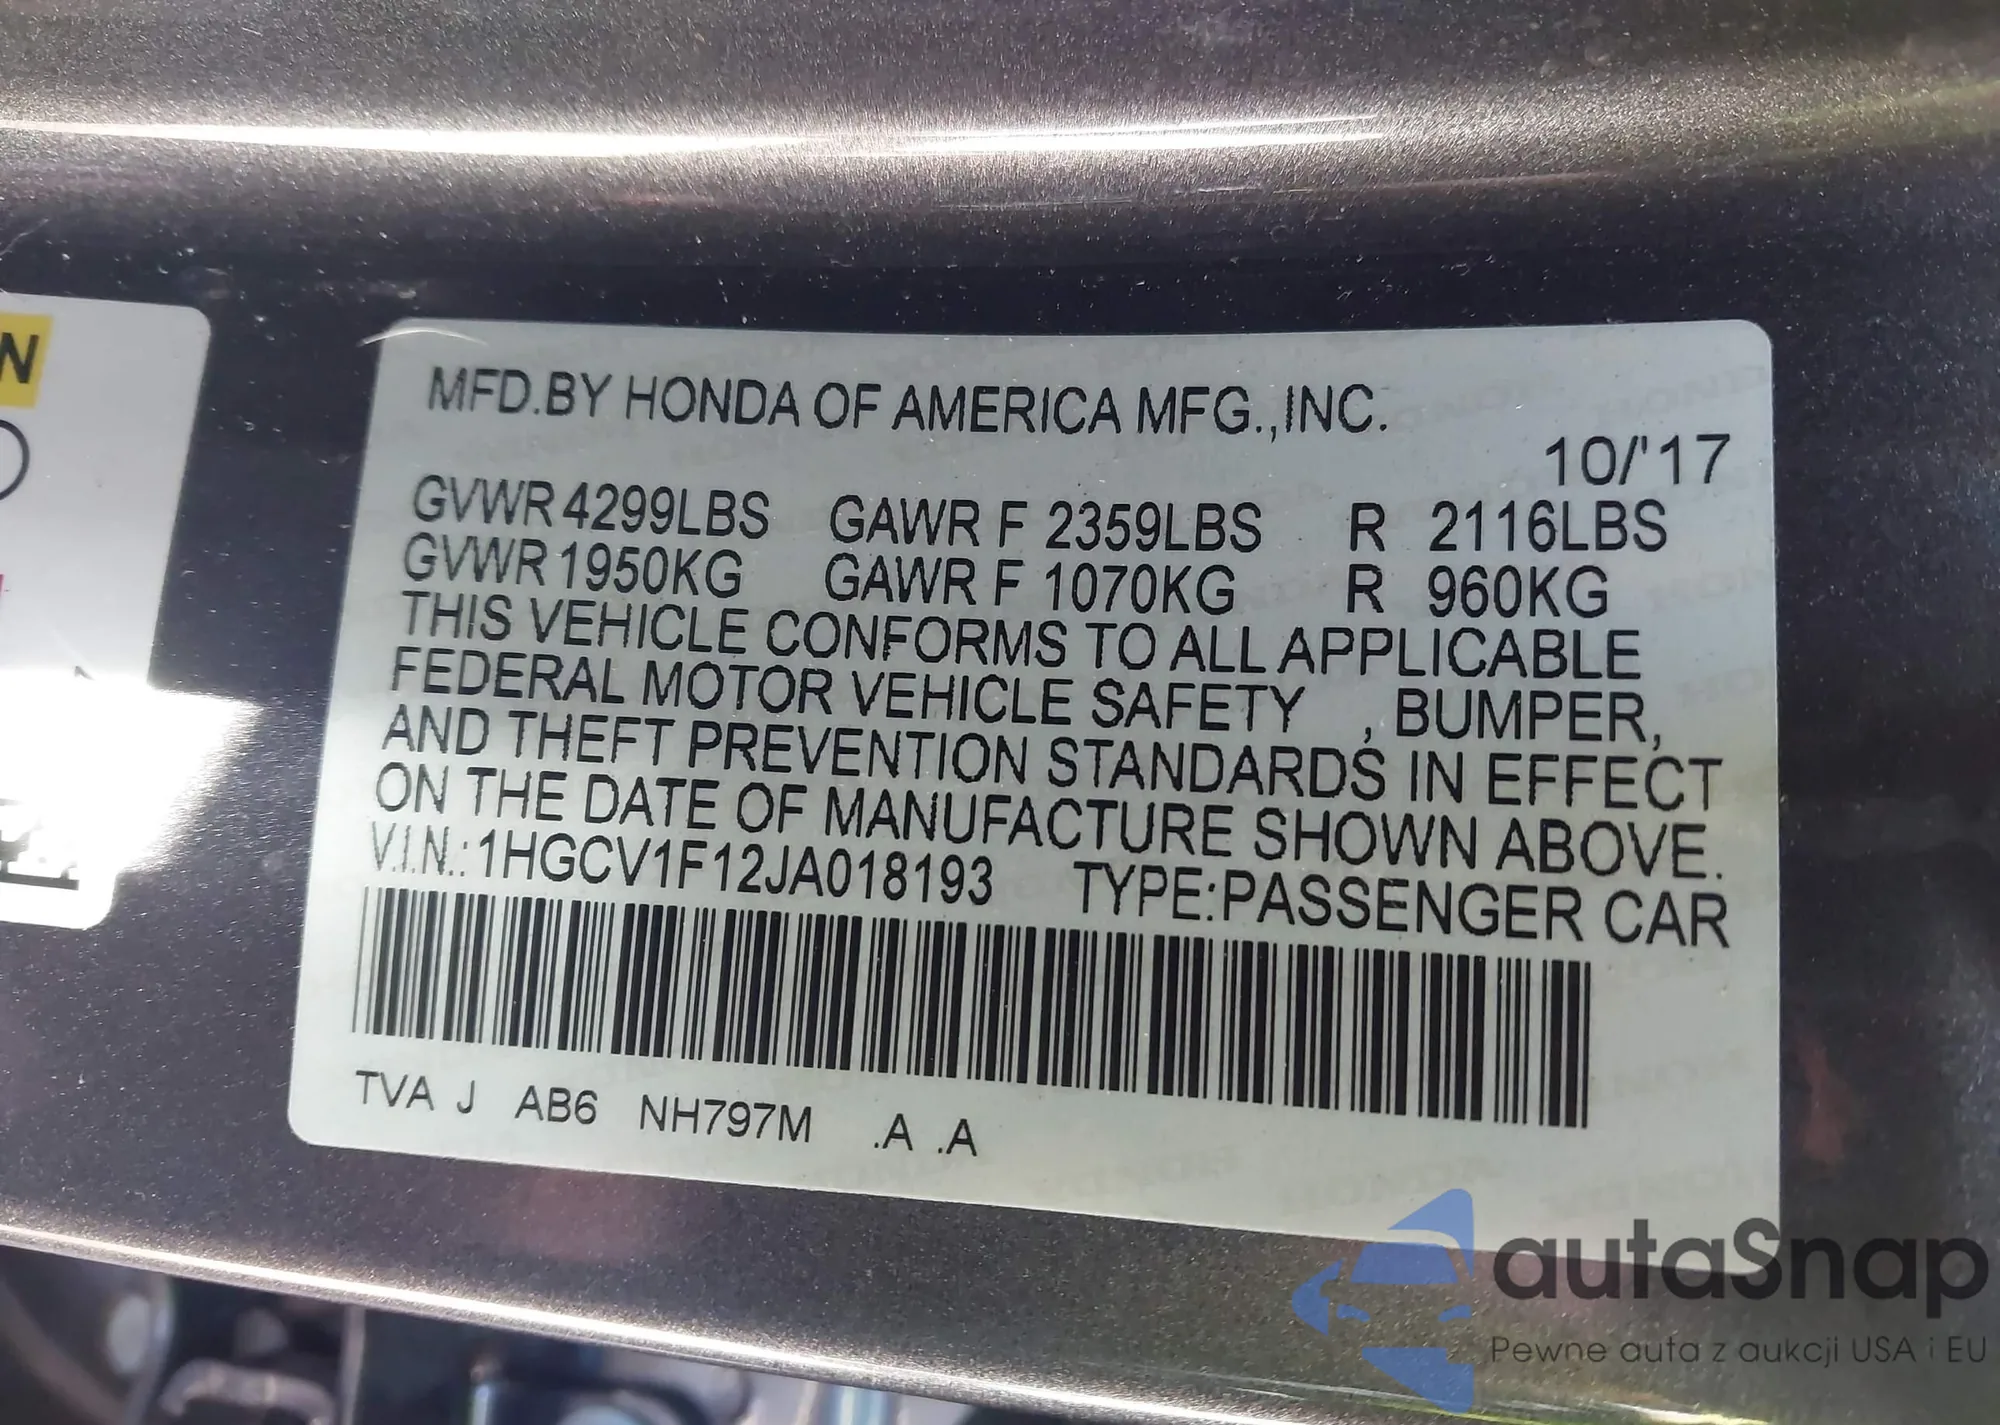 N
MFD.BY HONDA OF AMERICA MFG.,INC.
10/'17
GVWR 4299LBS GAWR F 2359LBS R 2116LBS
GVWR 1950KG GAWR F 1070KG R 960KG
THIS VEHICLE CONFORMS TO ALL APPLICABLE
FEDERAL MOTOR VEHICLE SAFETY , BUMPER,
AND THEFT PREVENTION STANDARDS IN EFFECT
ON THE DATE OF MANUFACTURE SHOWN ABOVE.
V.I.N.: 1HGCV1F12JA018193 TYPE:PASSENGER CAR
TVA J AB6 NH797M .A .A
autaSnap
Pewne auta z aukcji USA i EU